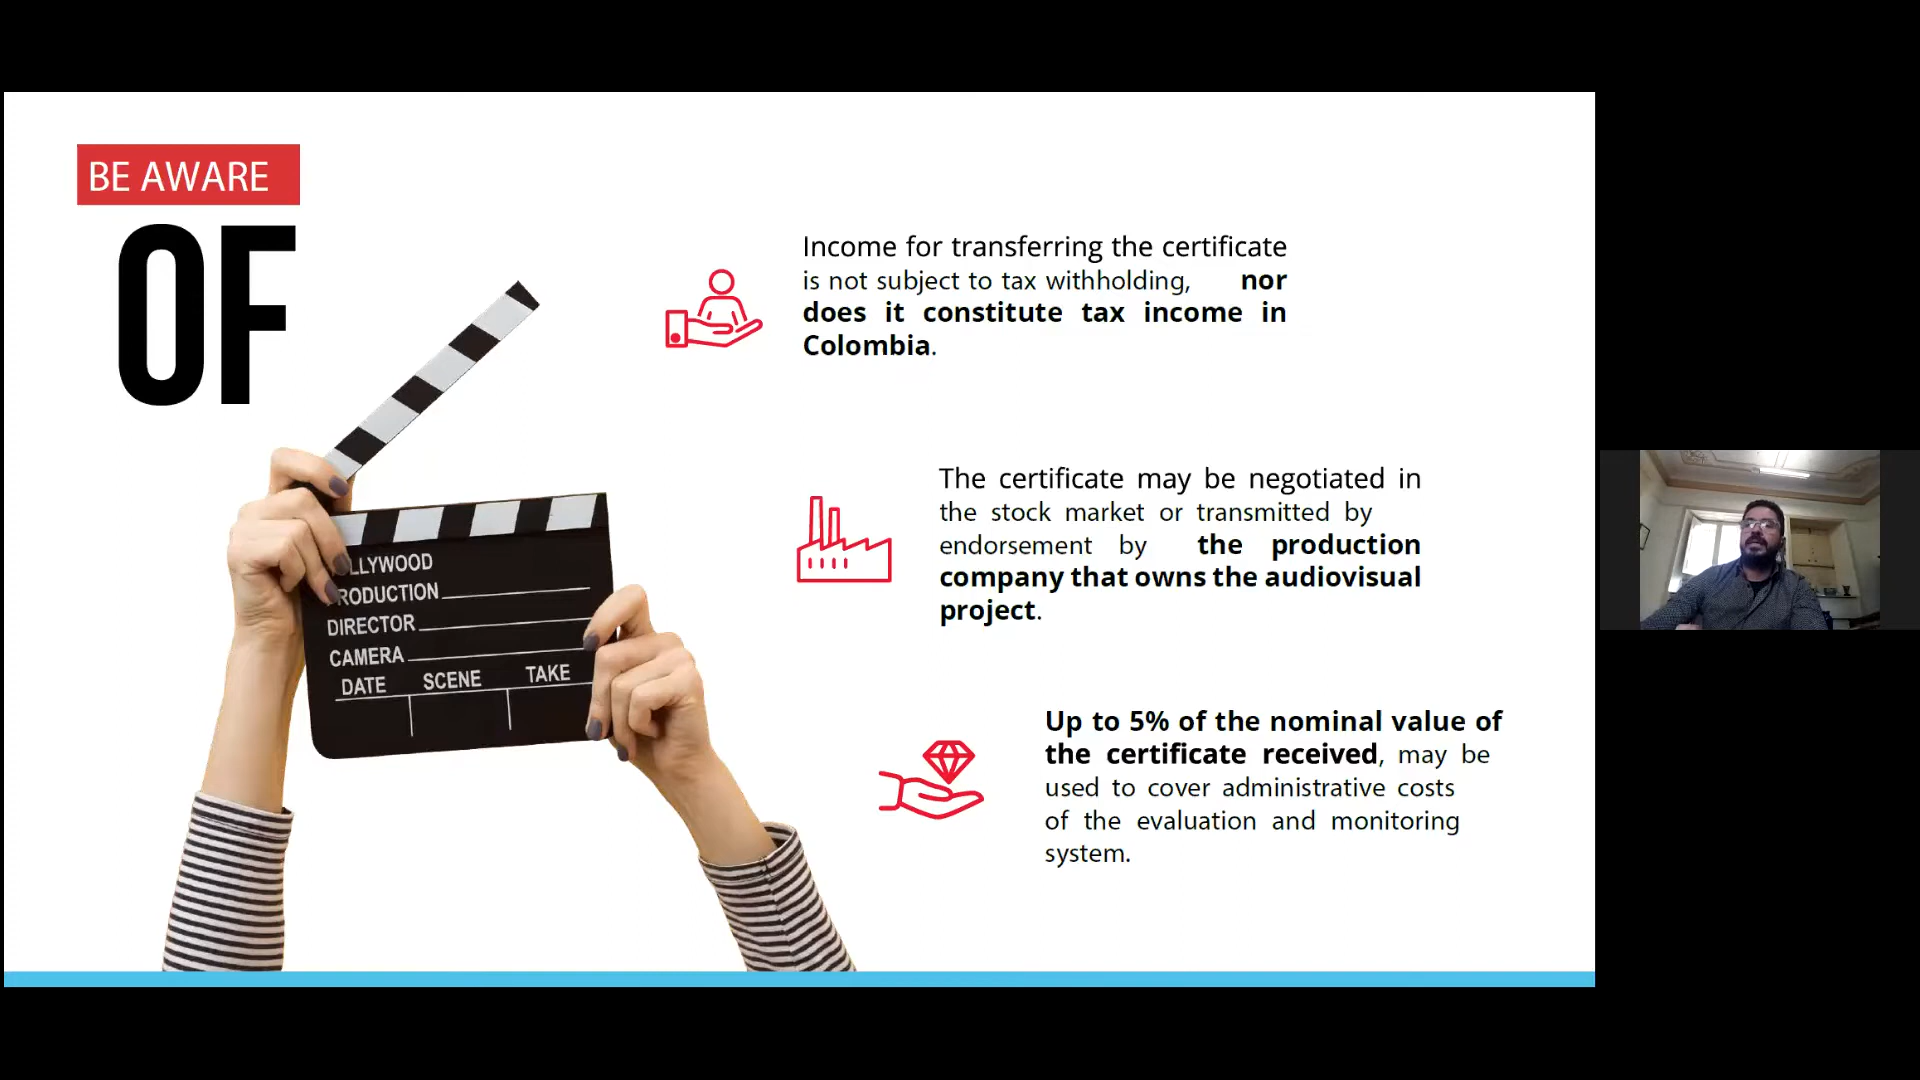 BE AWARE
OF
Income for transferring the certificate
is not subject to tax withholding, nor
does it constitute tax income in
Colombia.
The certificate may be negotiated in
the stock market or transmitted by
endorsement by the production
company that owns the audiovisual
project.
Up to 5% of the nominal value of
the certificate received, may be
used to cover administrative costs
of the evaluation and monitoring
system.
LLYWOOD
RODUCTION
DIRECTOR
CAMERA
DATE SCENE TAKE